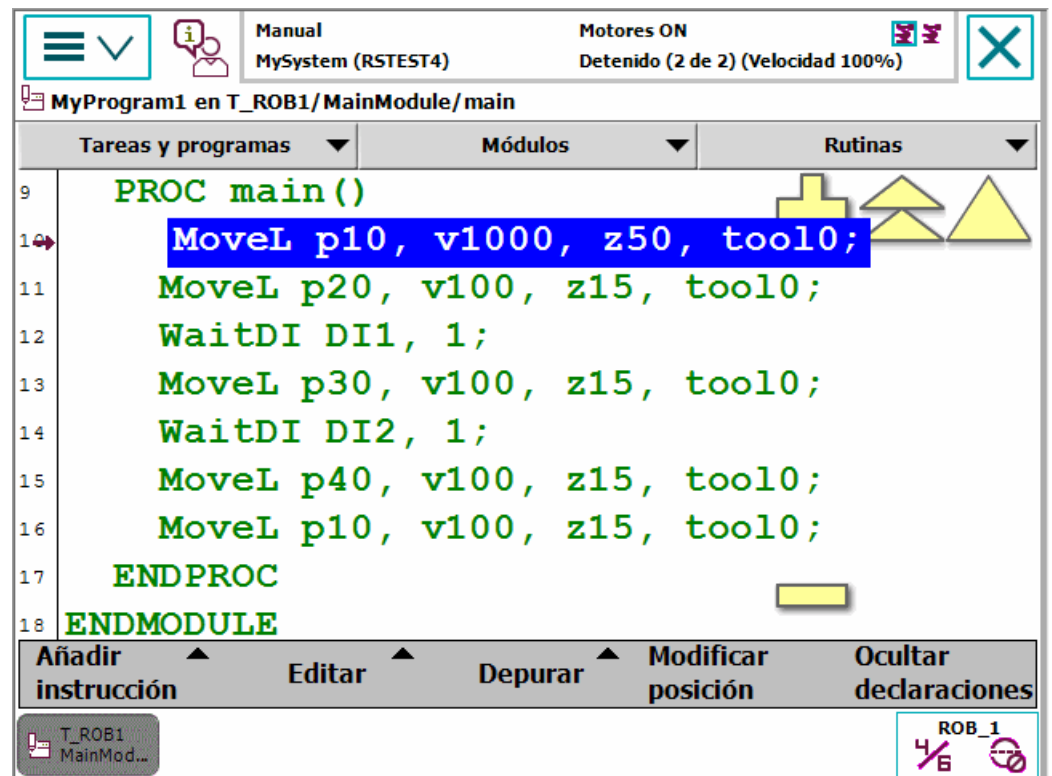 Manual Motores ON
MySystem (RSTEST4) Detenido (2 de 2) (Velocidad 100%)
MyProgram1 en T_ROB1/MainModule/main
Tareas y programas Módulos Rutinas
9 PROC main()
10 MoveL p10, v1000, z50, tool0;
11 MoveL p20, v100, z15, tool0;
12 WaitDI DI1, 1;
13 MoveL p30, v100, z15, tool0;
14 WaitDI DI2, 1;
15 MoveL p40, v100, z15, tool0;
16 MoveL p10, v100, z15, tool0;
17 ENDPROC
18 ENDMODULE
Añadir instrucción Editar Depurar Modificar posición Ocultar declaraciones
T_ROB1
MainMod...
ROB_1
4/6